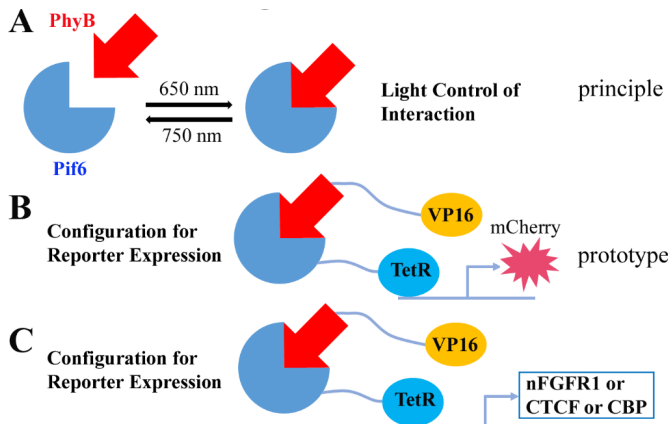 A
PhyB
650 nm
750 nm
Pif6
Light Control of
Interaction
principle
B
Configuration for
Reporter Expression
VP16
TetR
mCherry
prototype
C
Configuration for
Reporter Expression
VP16
TetR
nFGFR1 or
CTCF or CBP